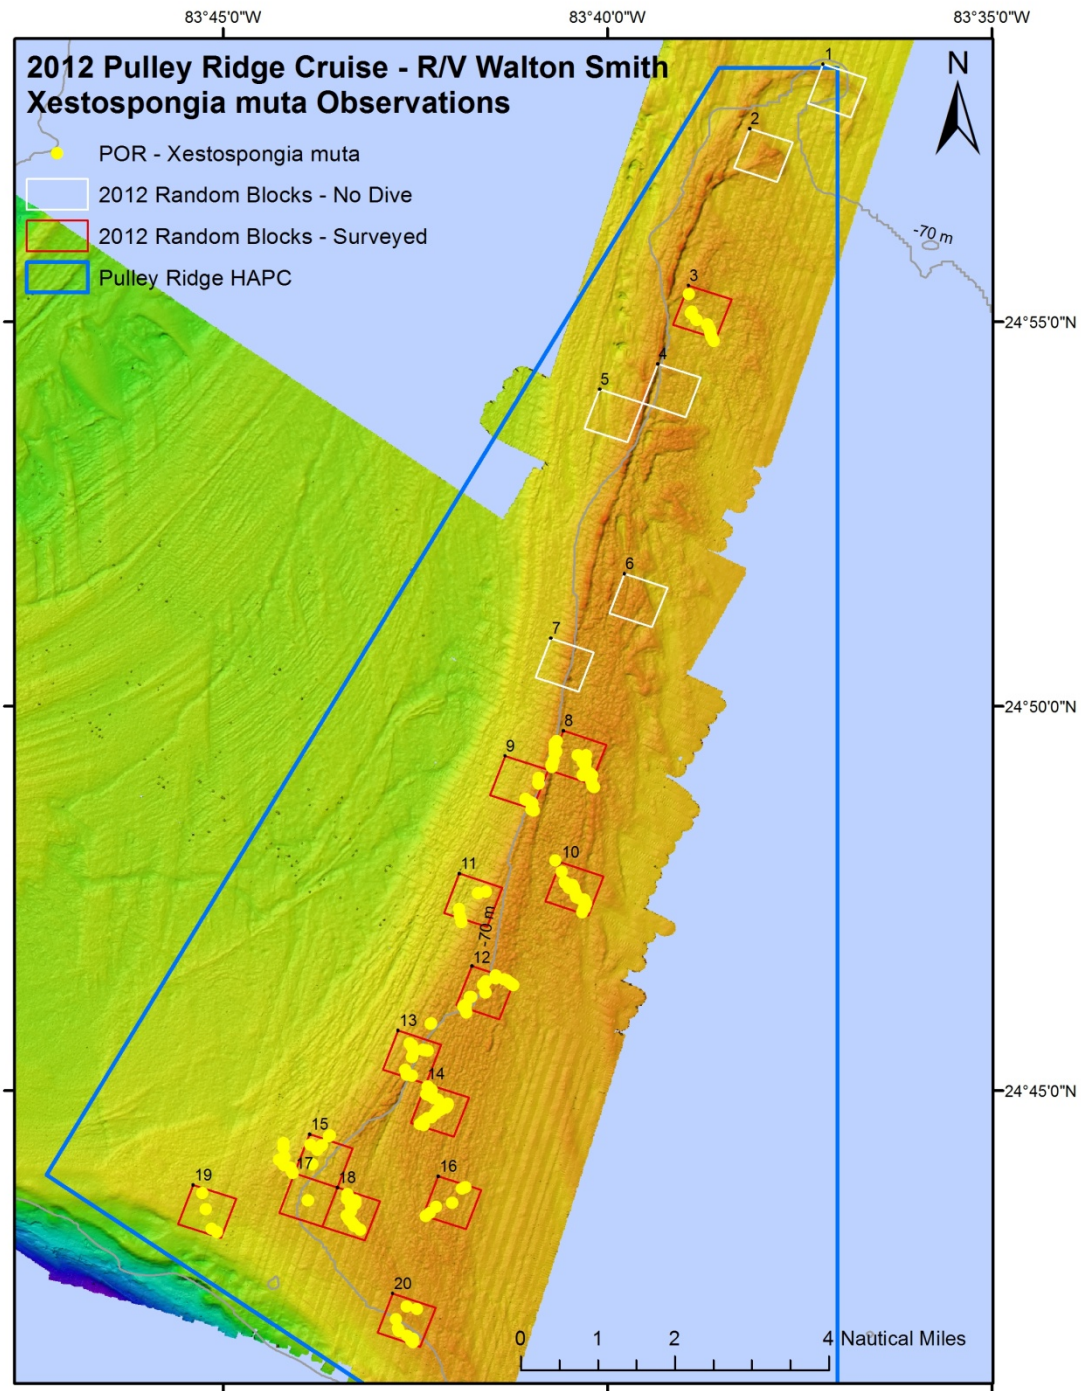 83°45'0"W
83°40'0"W
83°35'0"W
2012 Pulley Ridge Cruise - R/V Walton Smith
Xestospongia muta Observations
N
POR - Xestospongia muta
2012 Random Blocks - No Dive
2012 Random Blocks - Surveyed
Pulley Ridge HAPC
1
2
-70 m
3
24°55'0"N
4
5
6
7
24°50'0"N
8
9
10
11
-70 m
12
13
14
24°45'0"N
15
16
17
18
19
20
0 1 2 4 Nautical Miles